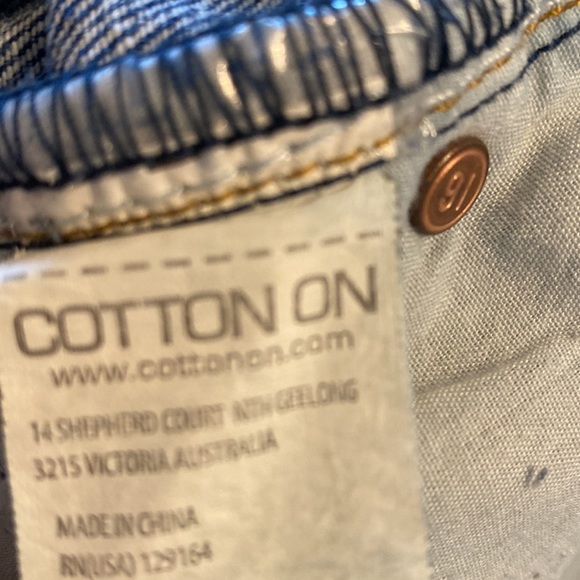 COTTON ON
www.cottonon.com
14 SHEPHERD COURT NTH GEELONG
3215 VICTORIA AUSTRALIA
MADE IN CHINA
RN(USA) 129164